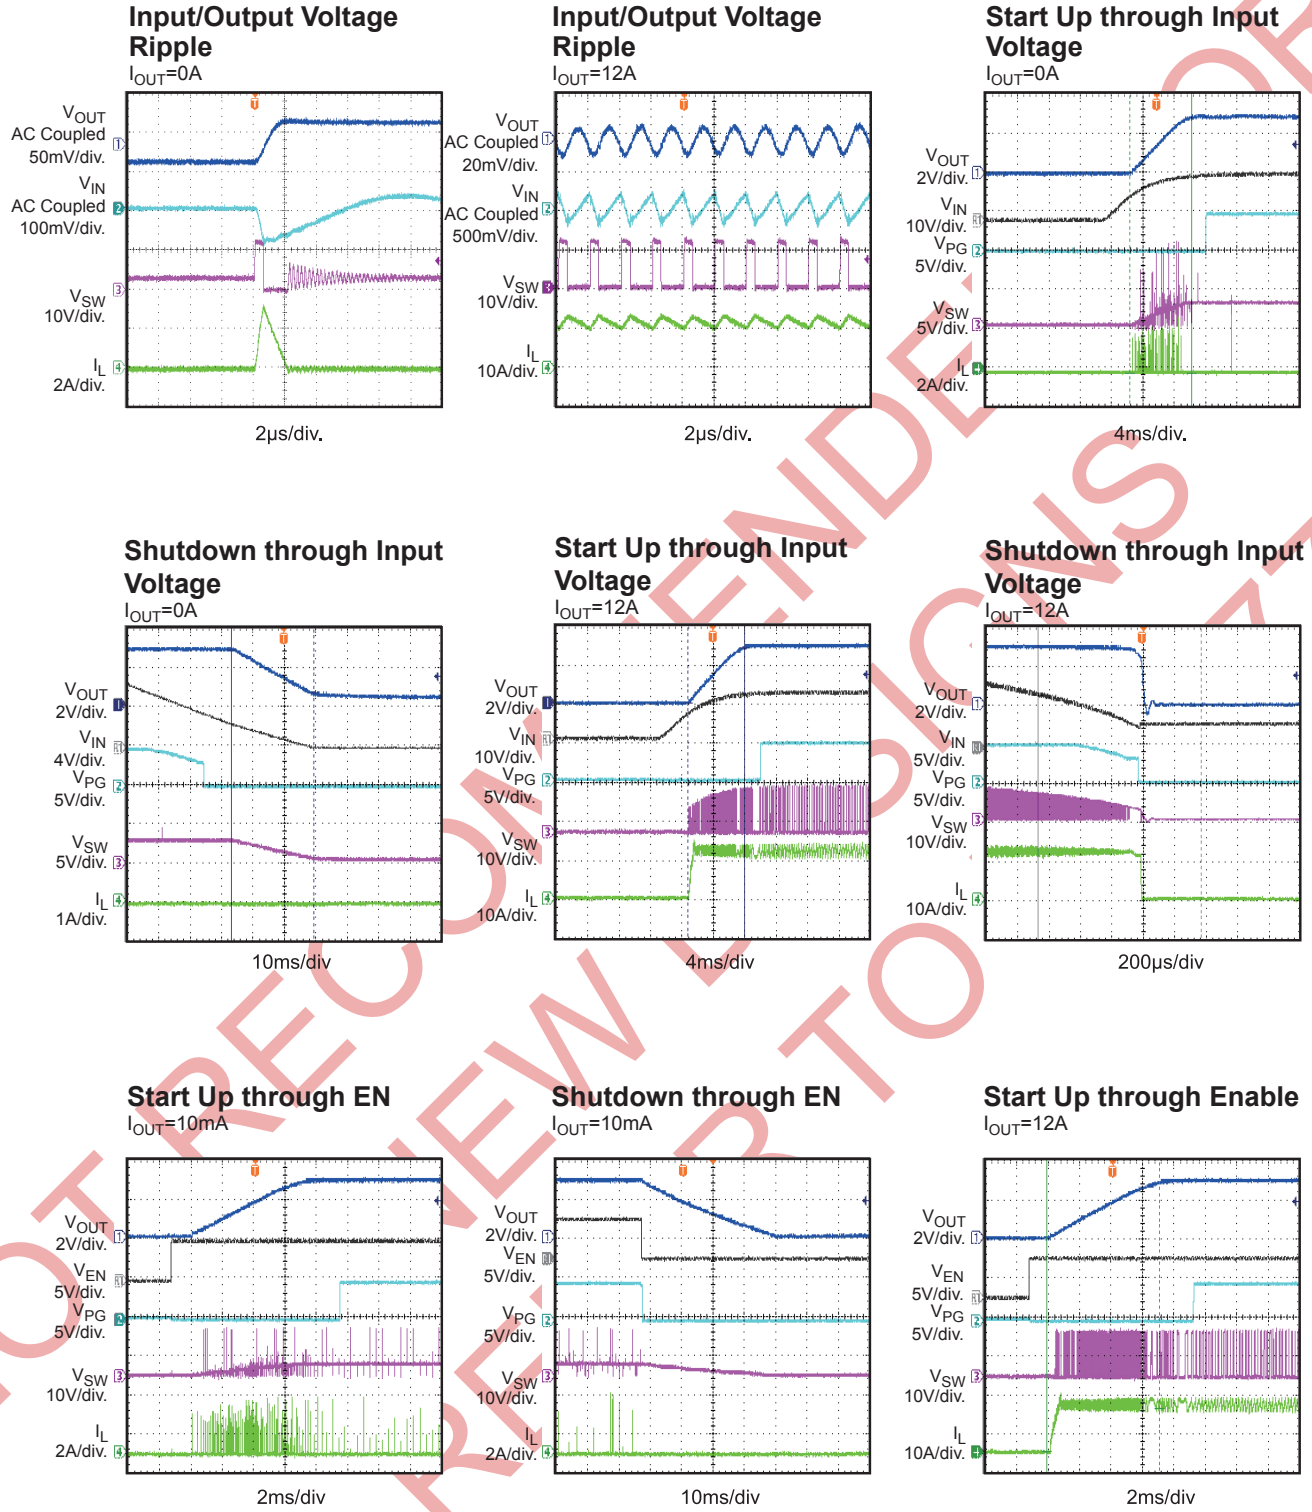 Input/Output Voltage
Ripple
IOUT=0A
VOUT
AC Coupled
50mV/div.
VIN
AC Coupled
100mV/div.
VSW
10V/div.
IL
2A/div.
2µs/div.
Input/Output Voltage
Ripple
IOUT=12A
VOUT
AC Coupled
20mV/div.
VIN
AC Coupled
500mV/div.
VSW
10V/div.
IL
10A/div.
2µs/div.
Start Up through Input
Voltage
IOUT=0A
VOUT
2V/div.
VIN
10V/div.
VPG
5V/div.
VSW
5V/div.
IL
2A/div.
4ms/div.
Shutdown through Input
Voltage
IOUT=0A
VOUT
2V/div.
VIN
4V/div.
VPG
5V/div.
VSW
5V/div.
IL
1A/div.
10ms/div
Start Up through Input
Voltage
IOUT=12A
VOUT
2V/div.
VIN
10V/div.
VPG
5V/div.
VSW
10V/div.
IL
10A/div.
4ms/div
Shutdown through Input
Voltage
IOUT=12A
VOUT
2V/div.
VIN
5V/div.
VPG
5V/div.
VSW
10V/div.
IL
10A/div.
200µs/div
Start Up through EN
IOUT=10mA
VOUT
2V/div.
VEN
5V/div.
VPG
5V/div.
VSW
10V/div.
IL
2A/div.
2ms/div
Shutdown through EN
IOUT=10mA
VOUT
2V/div.
VEN
5V/div.
VPG
5V/div.
VSW
10V/div.
IL
2A/div.
10ms/div
Start Up through Enable
IOUT=12A
VOUT
2V/div.
VEN
5V/div.
VPG
5V/div.
VSW
10V/div.
IL
10A/div.
2ms/div